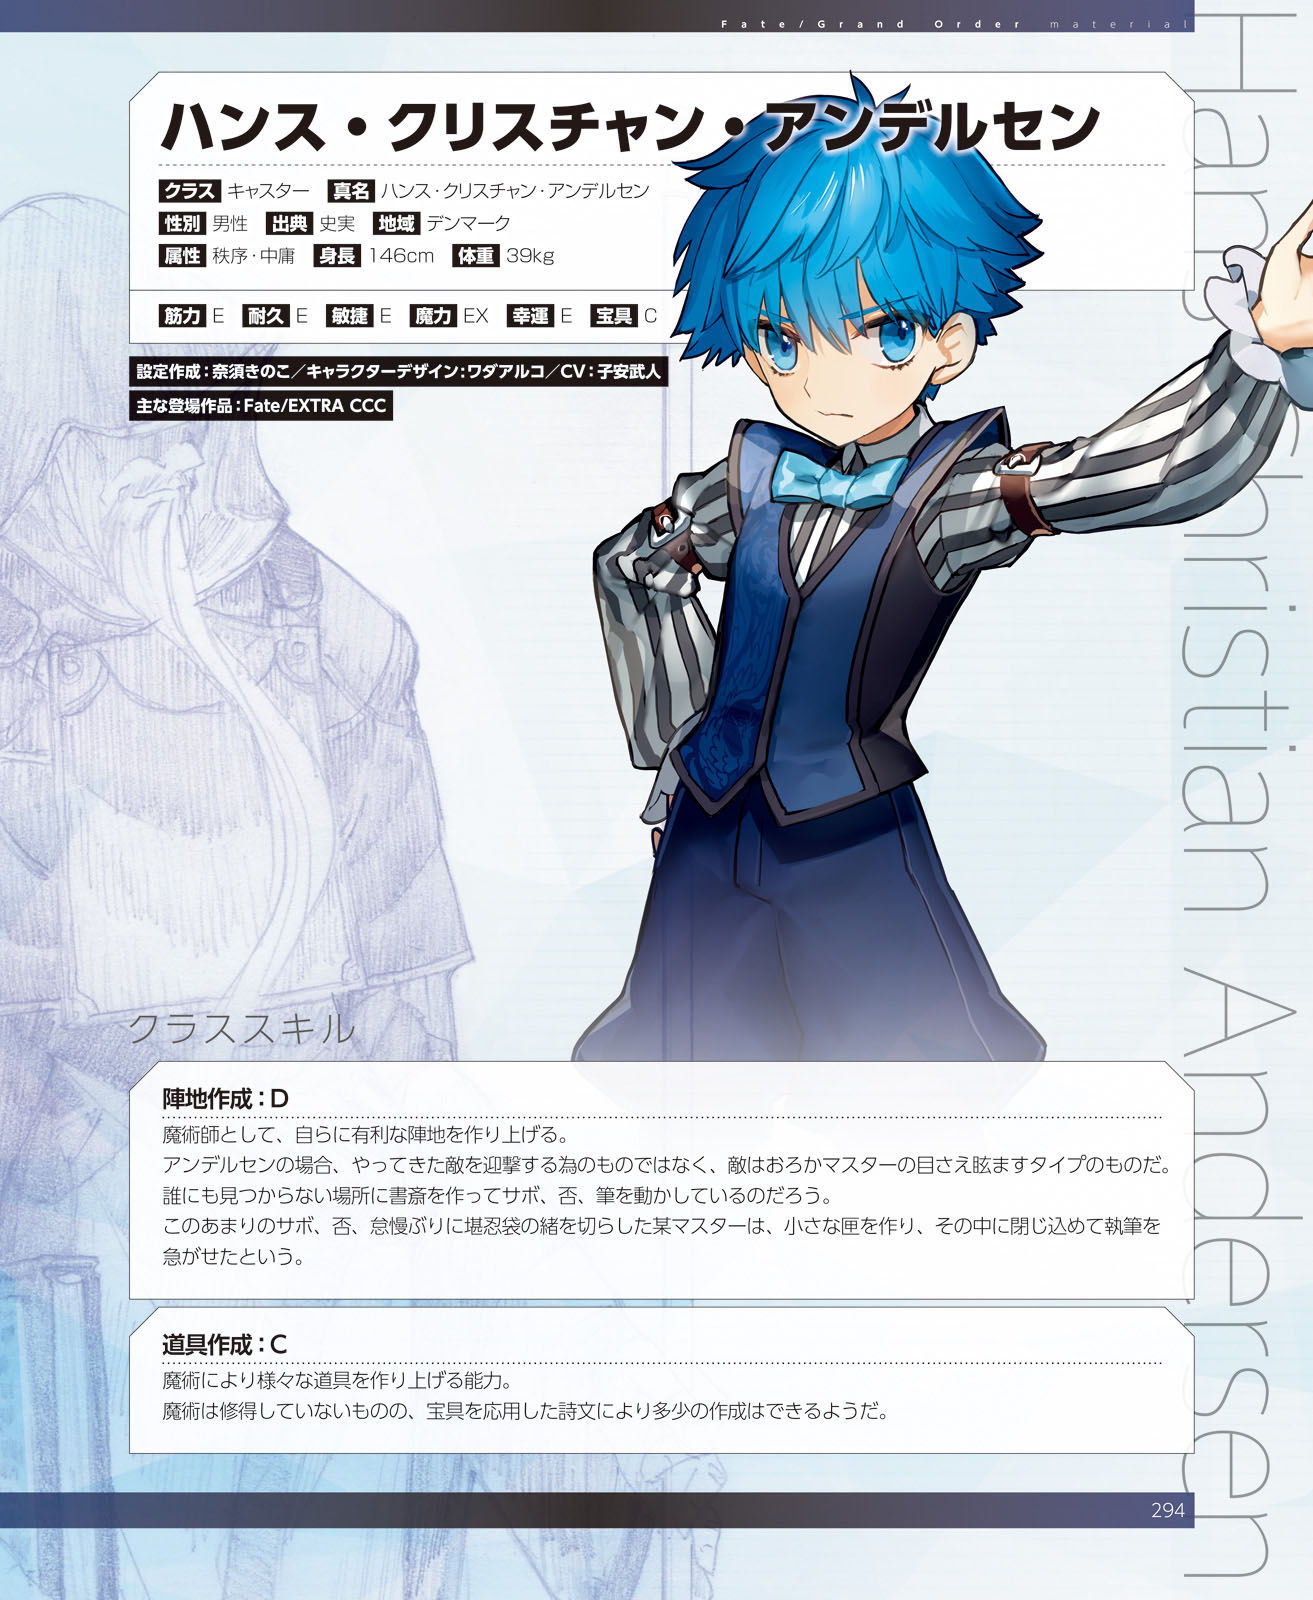 Fate/Grand Order material
ハンス・クリスチャン・アンデルセン
クラス キャスター 真名 ハンス・クリスチャン・アンデルセン
性別 男性 出典 史実 地域 デンマーク
属性 秩序・中庸 身長 146cm 体重 39kg
筋力 E 耐久 E 敏捷 E 魔力 EX 幸運 E 宝具 C
設定作成：奈須きのこ／キャラクターデザイン：ワダアルコ／CV：子安武人
主な登場作品：Fate/EXTRA CCC
Hans Christian Andersen
クラススキル
陣地作成：D
魔術師として、自らに有利な陣地を作り上げる。
アンデルセンの場合、やってきた敵を迎撃する為のものではなく、敵はおろかマスターの目さえ眩ますタイプのものだ。
誰にも見つからない場所に書斎を作ってサボ、否、筆を動かしているのだろう。
このあまりのサボ、否、怠慢ぶりに堪忍袋の緒を切らした某マスターは、小さな匣を作り、その中に閉じ込めて執筆を
急がせたという。
道具作成：C
魔術により様々な道具を作り上げる能力。
魔術は修得していないものの、宝具を応用した詩文により多少の作成はできるようだ。
294